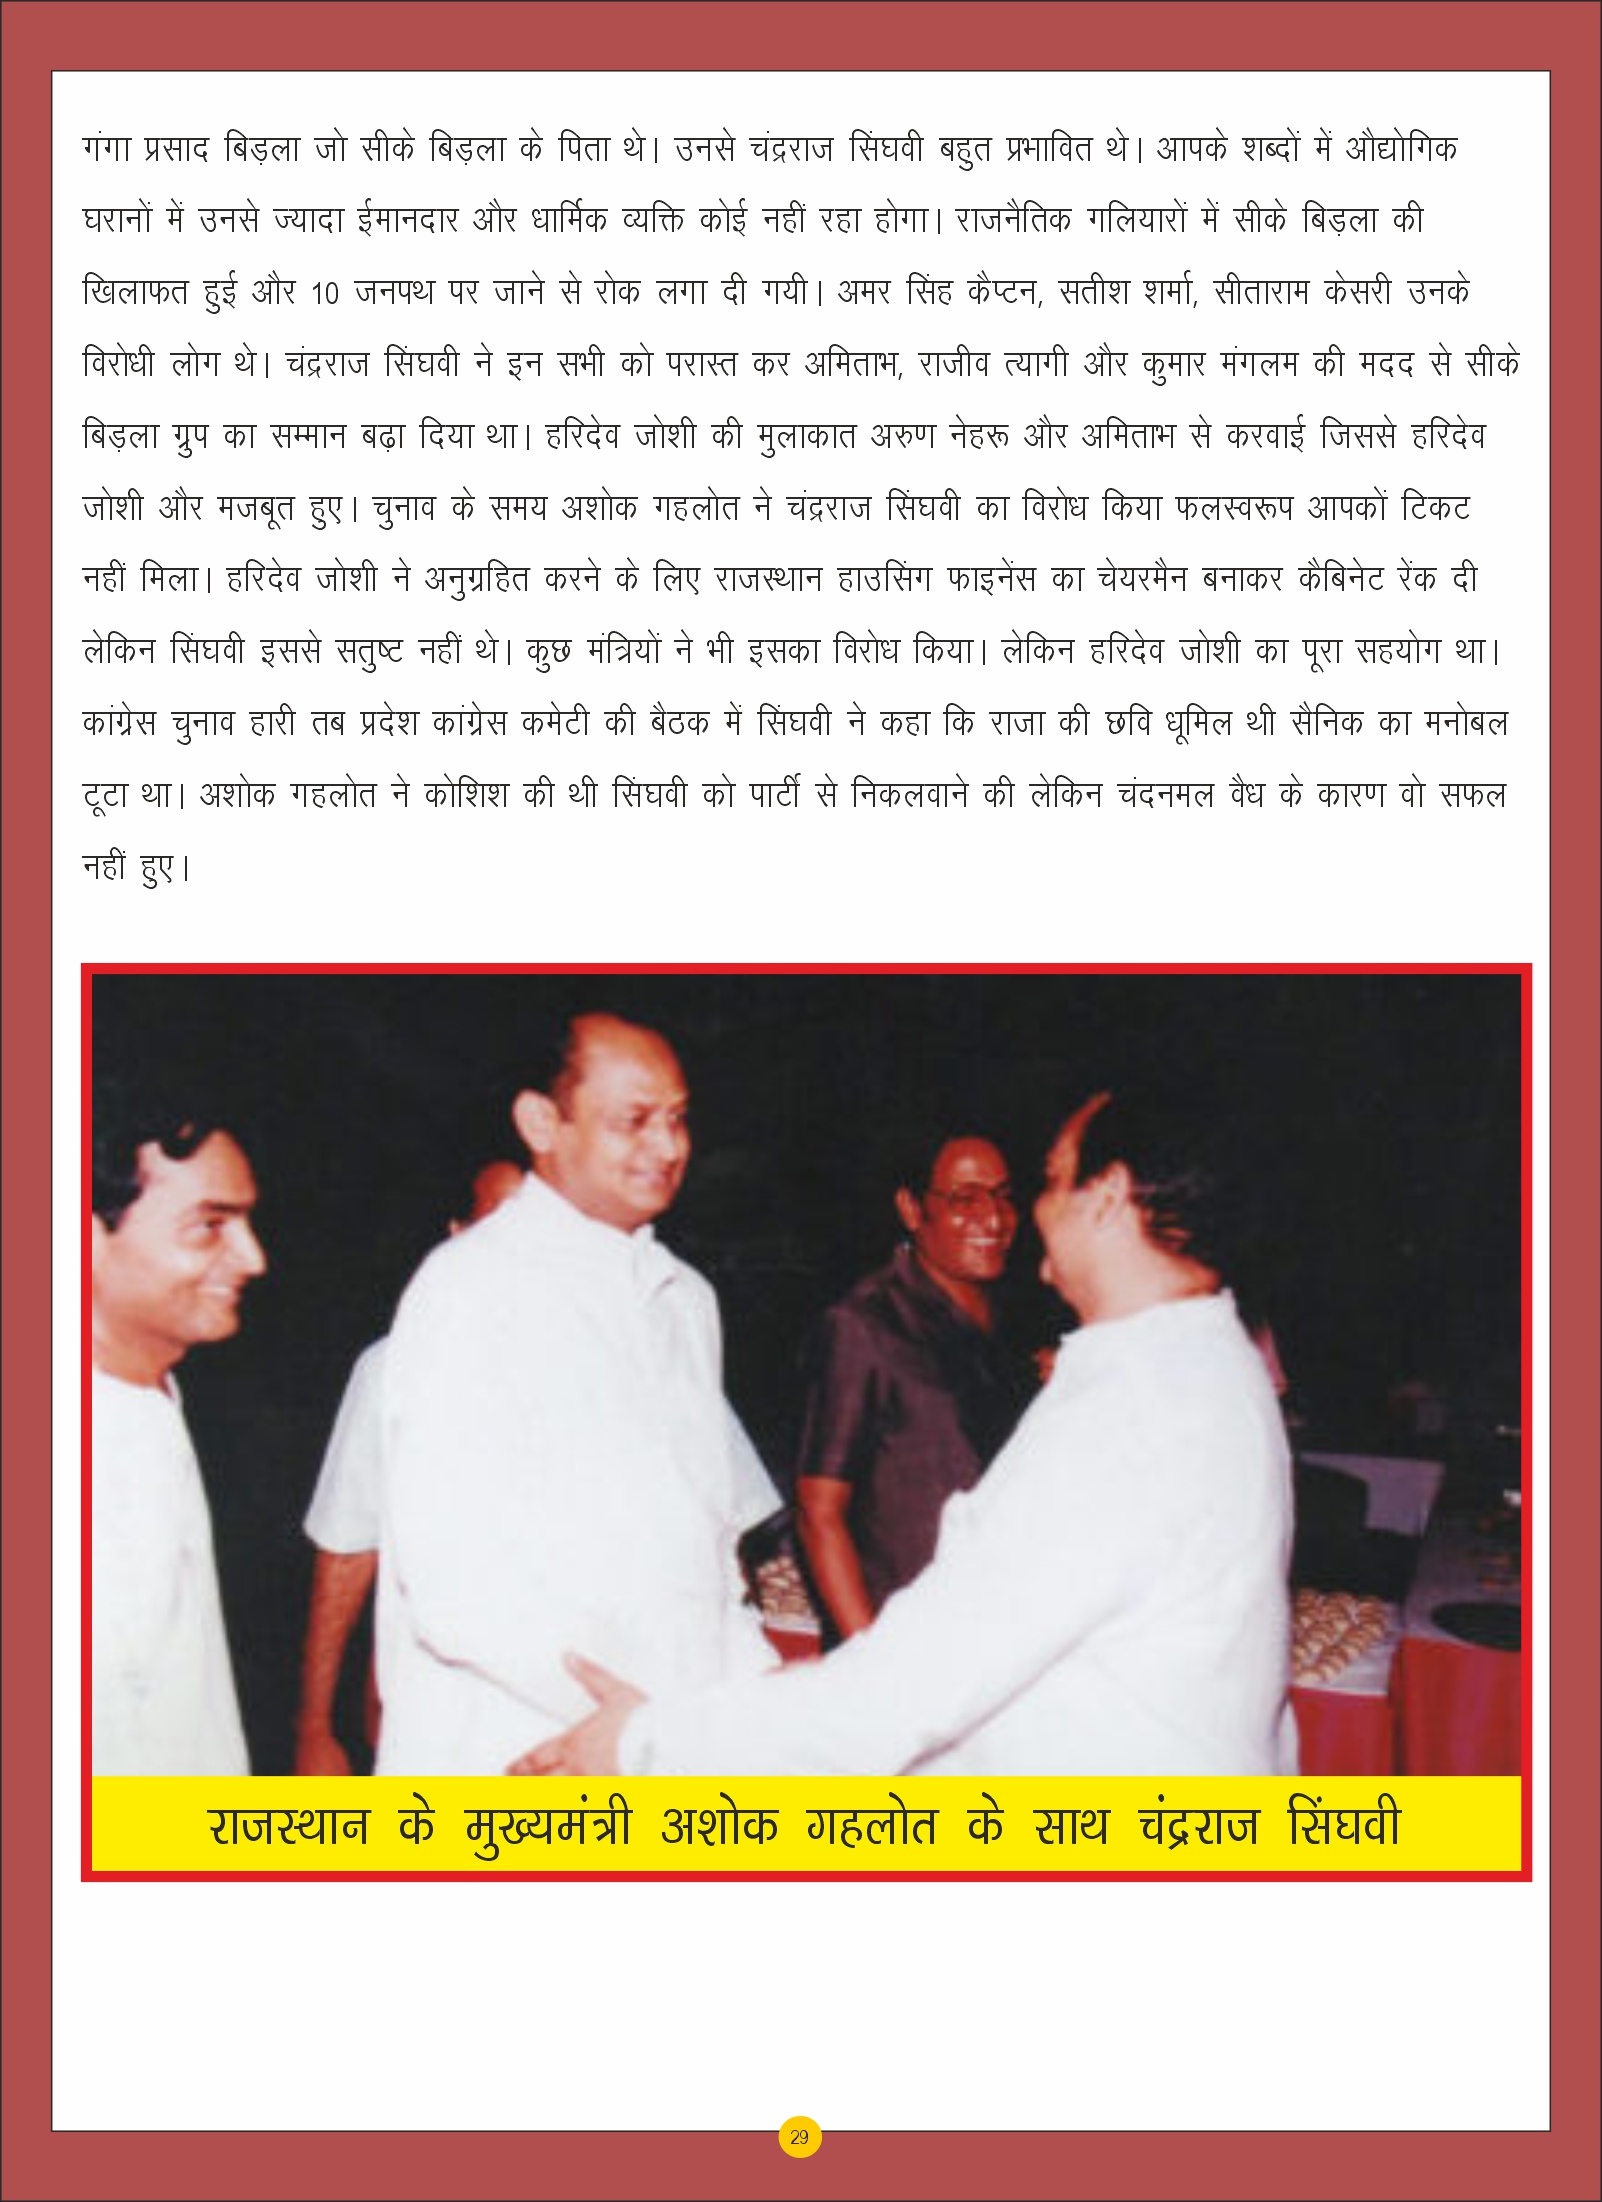 गंगा प्रसाद बिड़ला जो सीके बिड़ला के पिता थे। उनसे चंद्रराज सिंघवी बहुत प्रभावित थे। आपके शब्दों में औद्योगिक
घरानों में उनसे ज्यादा ईमानदार और धार्मिक व्यक्ति कोई नहीं रहा होगा। राजनैतिक गलियारों में सीके बिड़ला की
खिलाफत हुई और 10 जनपथ पर जाने से रोक लगा दी गयी। अमर सिंह कैप्टन, सतीश शर्मा, सीताराम केसरी उनके
विरोधी लोग थे। चंद्रराज सिंघवी ने इन सभी को परास्त कर अमिताभ, राजीव त्यागी और कुमार मंगलम की मदद से सीके
बिड़ला ग्रुप का सम्मान बढ़ा दिया था। हरिदेव जोशी की मुलाकात अरुण नेहरू और अमिताभ से करवाई जिससे हरिदेव
जोशी और मजबूत हुए। चुनाव के समय अशोक गहलोत ने चंद्रराज सिंघवी का विरोध किया फलस्वरूप आपकों टिकट
नहीं मिला। हरिदेव जोशी ने अनुग्रहित करने के लिए राजस्थान हाउसिंग फाइनेंस का चेयरमैन बनाकर कैबिनेट रेंक दी
लेकिन सिंघवी इससे सतुष्ट नहीं थे। कुछ मंत्रियों ने भी इसका विरोध किया। लेकिन हरिदेव जोशी का पूरा सहयोग था।
कांग्रेस चुनाव हारी तब प्रदेश कांग्रेस कमेटी की बैठक में सिंघवी ने कहा कि राजा की छवि धूमिल थी सैनिक का मनोबल
टूटा था। अशोक गहलोत ने कोशिश की थी सिंघवी को पार्टी से निकलवाने की लेकिन चंदनमल वैध के कारण वो सफल
नहीं हुए।
राजस्थान के मुख्यमंत्री अशोक गहलोत के साथ चंद्रराज सिंघवी
29